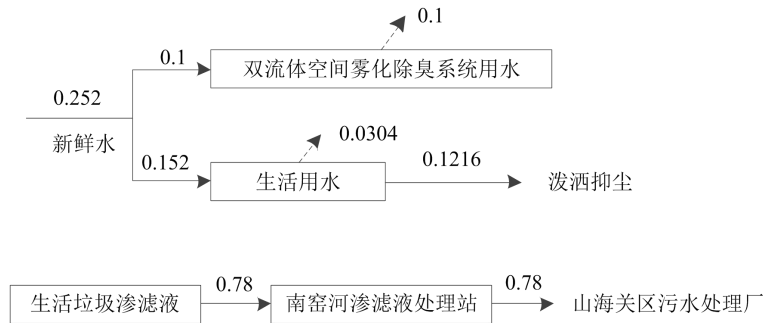 0.1
0.1
双流体空间雾化除臭系统用水
0.252
新鲜水
0.0304
0.152
0.1216
生活用水
泼洒抑尘
0.78
0.78
生活垃圾渗滤液
南窑河渗滤液处理站
山海关区污水处理厂